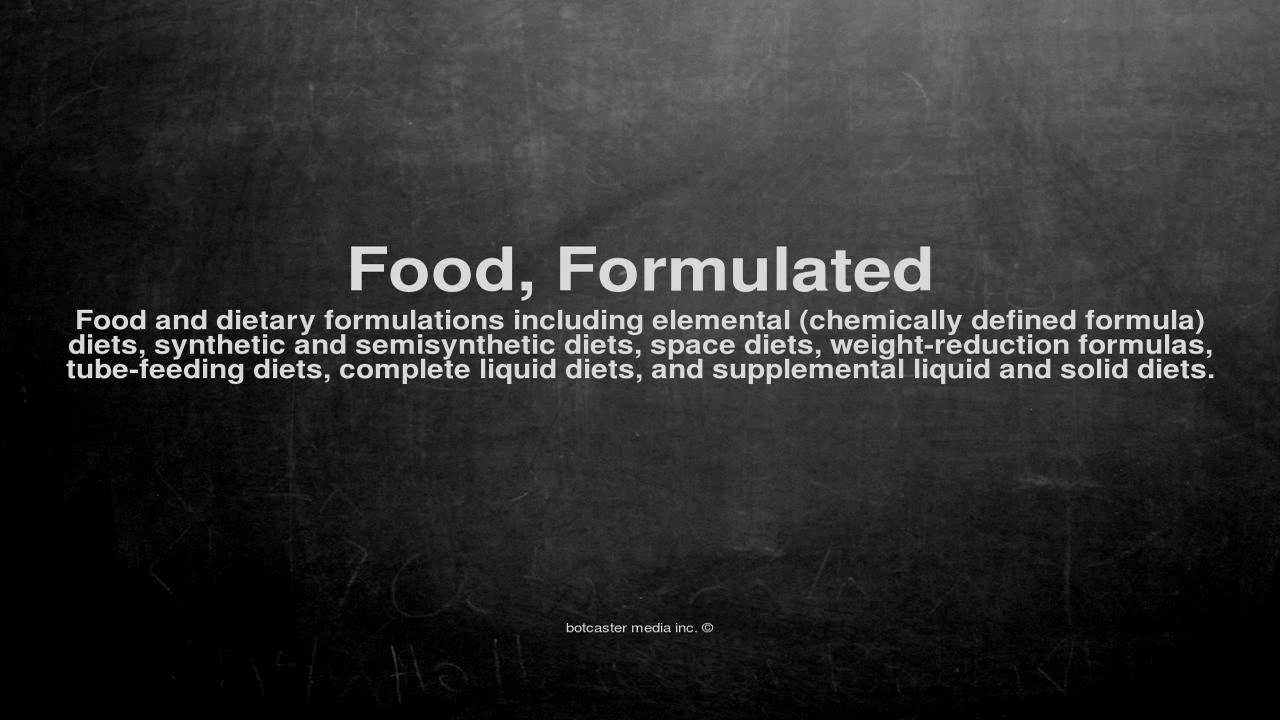 Food, Formulated
Food and dietary formulations including elemental (chemically defined formula)
diets, synthetic and semisynthetic diets, space diets, weight-reduction formulas,
tube-feeding diets, complete liquid diets, and supplemental liquid and solid diets.
botcaster media inc. ©